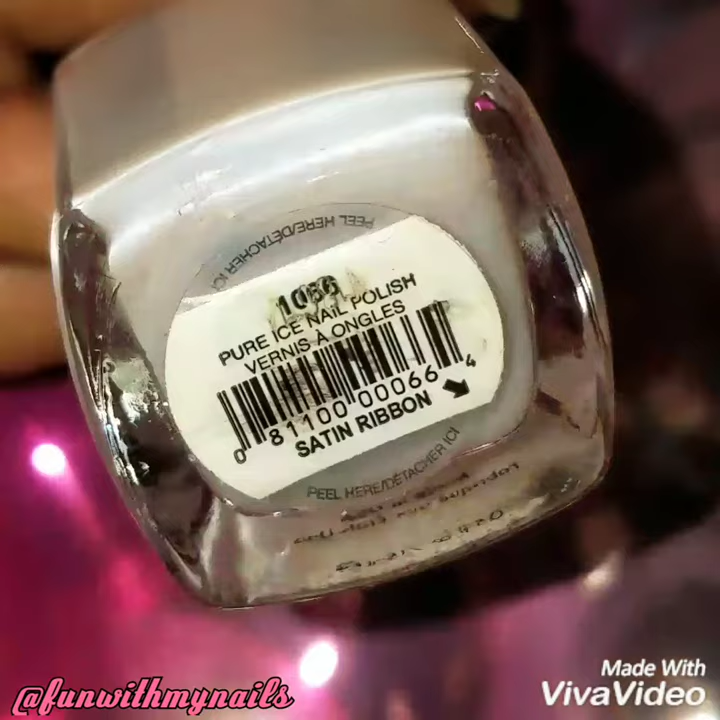 PEEL HERE/DÉTACHER ICI
PURE ICE NAIL POLISH
VERNIS À ONGLES
0 81100 00066 4
SATIN RIBBON
PEEL HERE/DÉTACHER ICI
@funwithmynails
Made With
VivaVideo